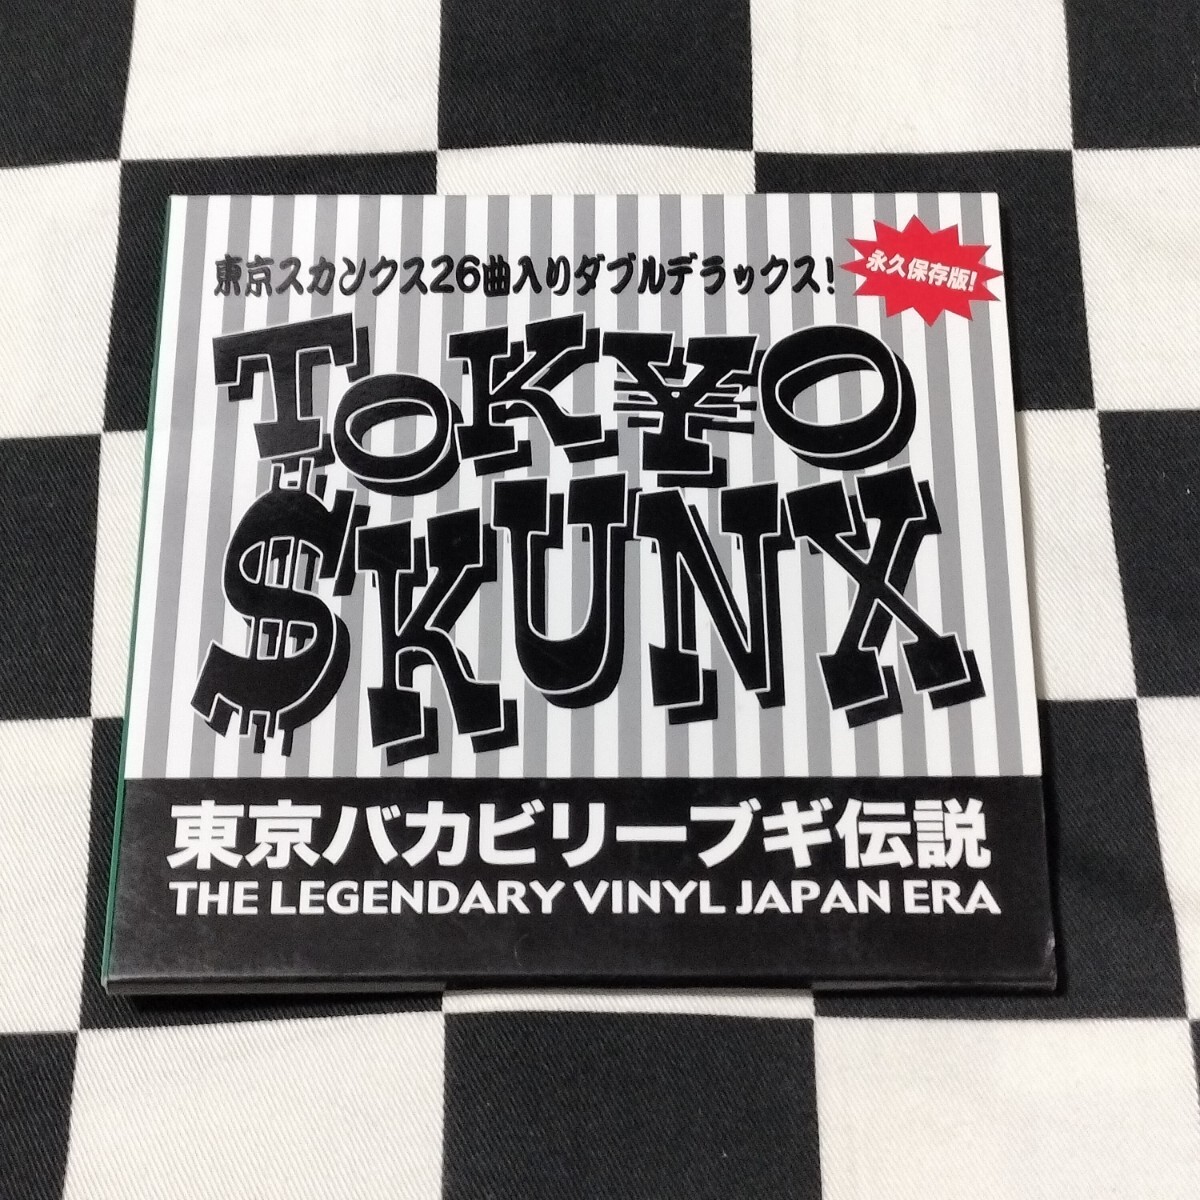 東京スカンクス26曲入りダブルデラックス!
永久保存版!
TOK¥O
$KUNX
東京バカビリーブギ伝説
THE LEGENDARY VINYL JAPAN ERA